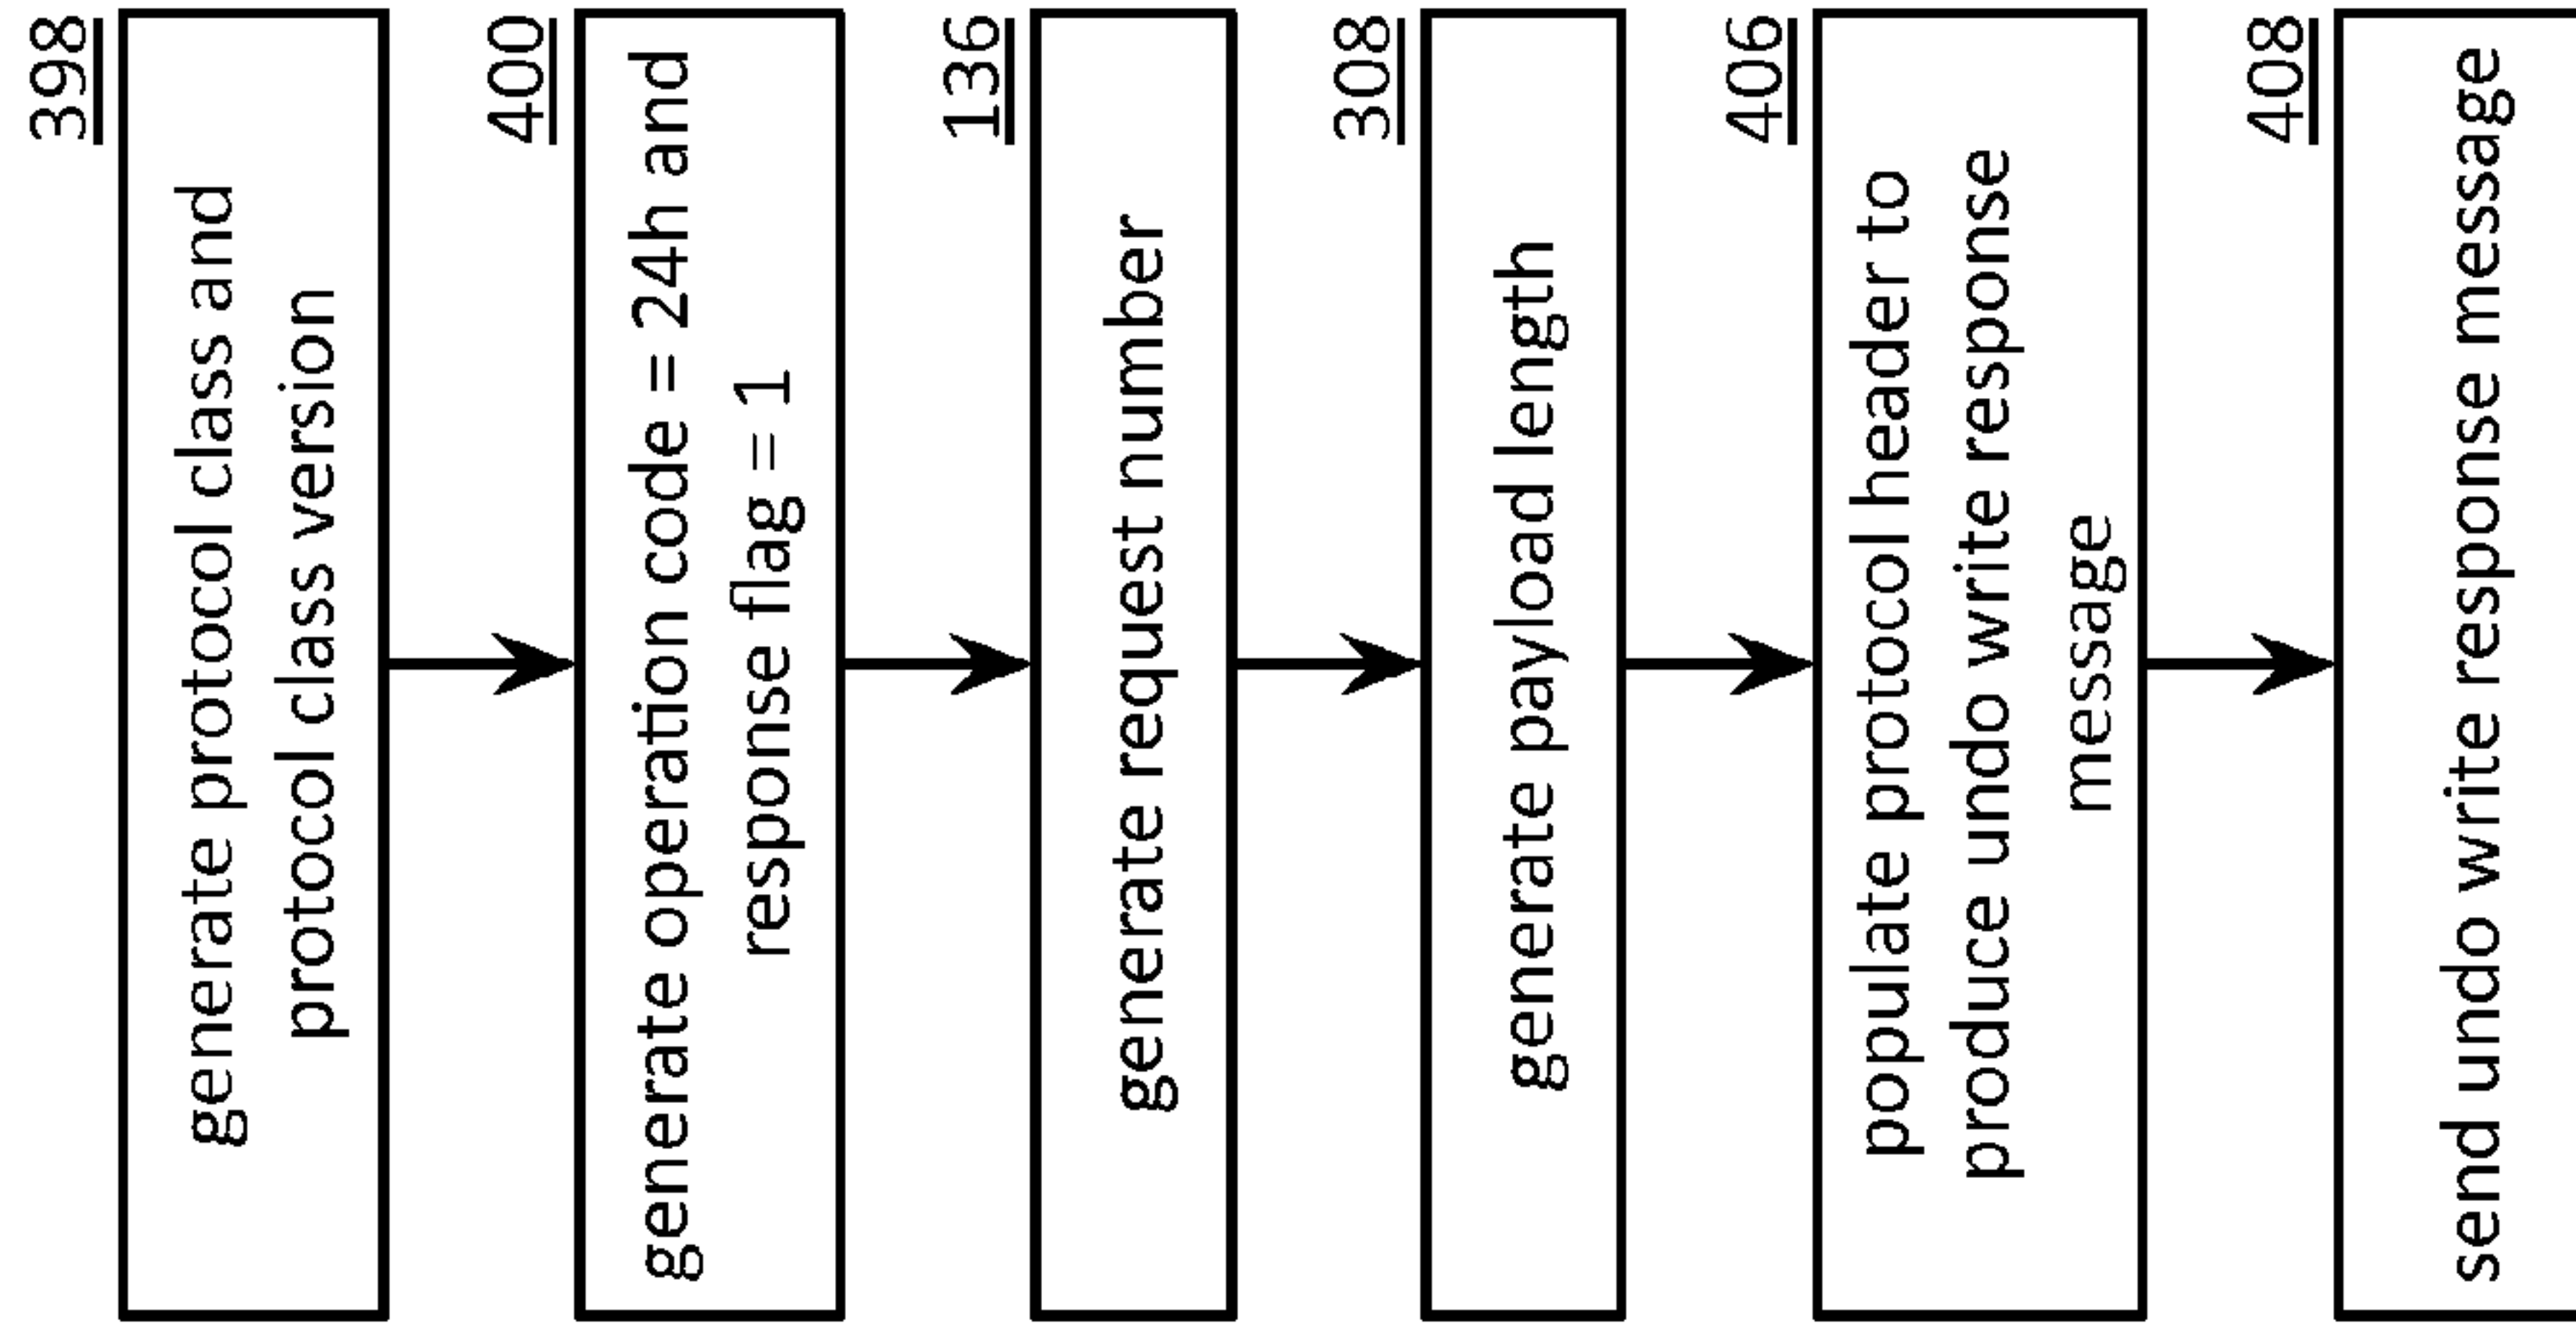 398
generate protocol class and
protocol class version
400
generate operation code = 24h and
response flag = 1
136
generate request number
308
generate payload length
406
populate protocol header to
produce undo write response
message
408
send undo write response message